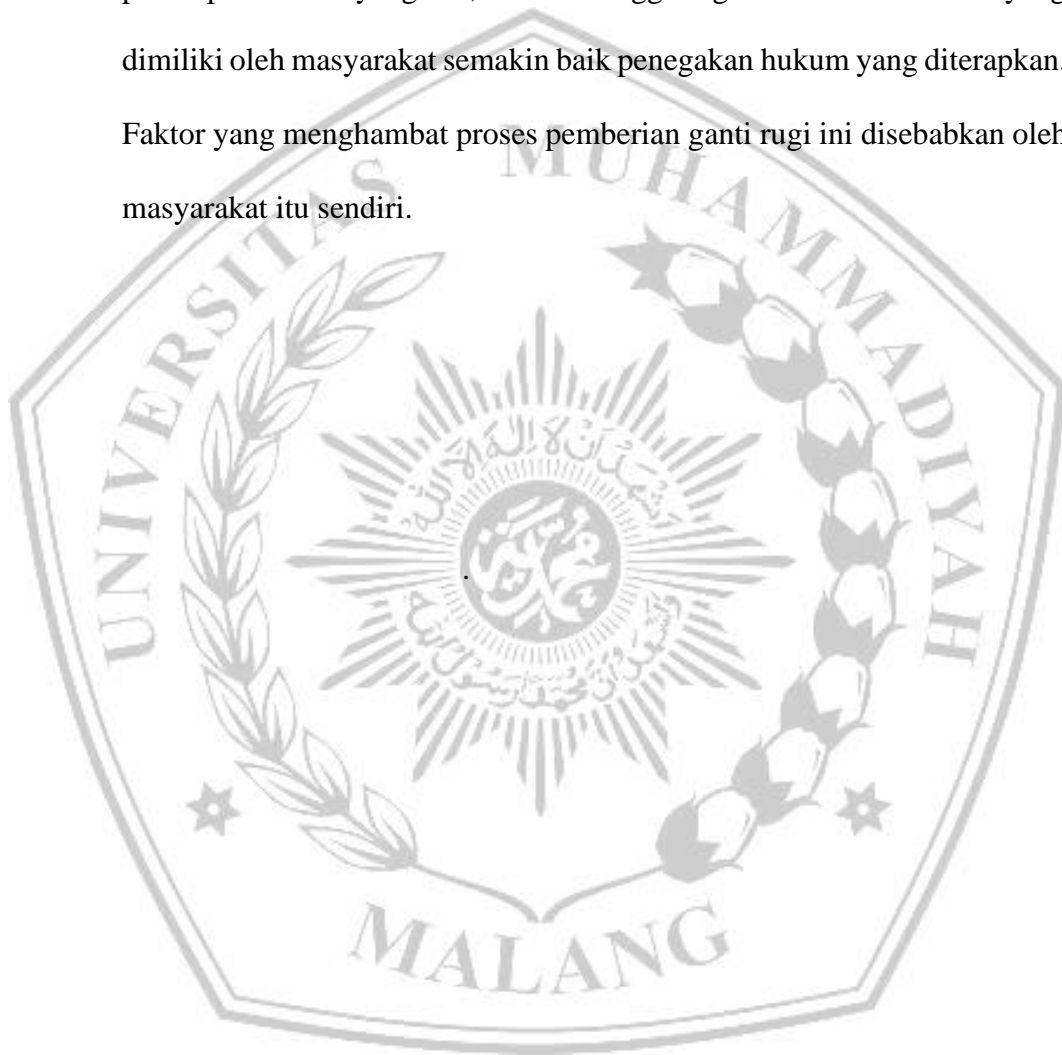 dimiliki oleh masyarakat semakin baik penegakan hukum yang diterapkan.
Faktor yang menghambat proses pemberian ganti rugi ini disebabkan oleh
masyarakat itu sendiri.
UNIVERSITAS MUHAMMADIYAH
.
MALANG